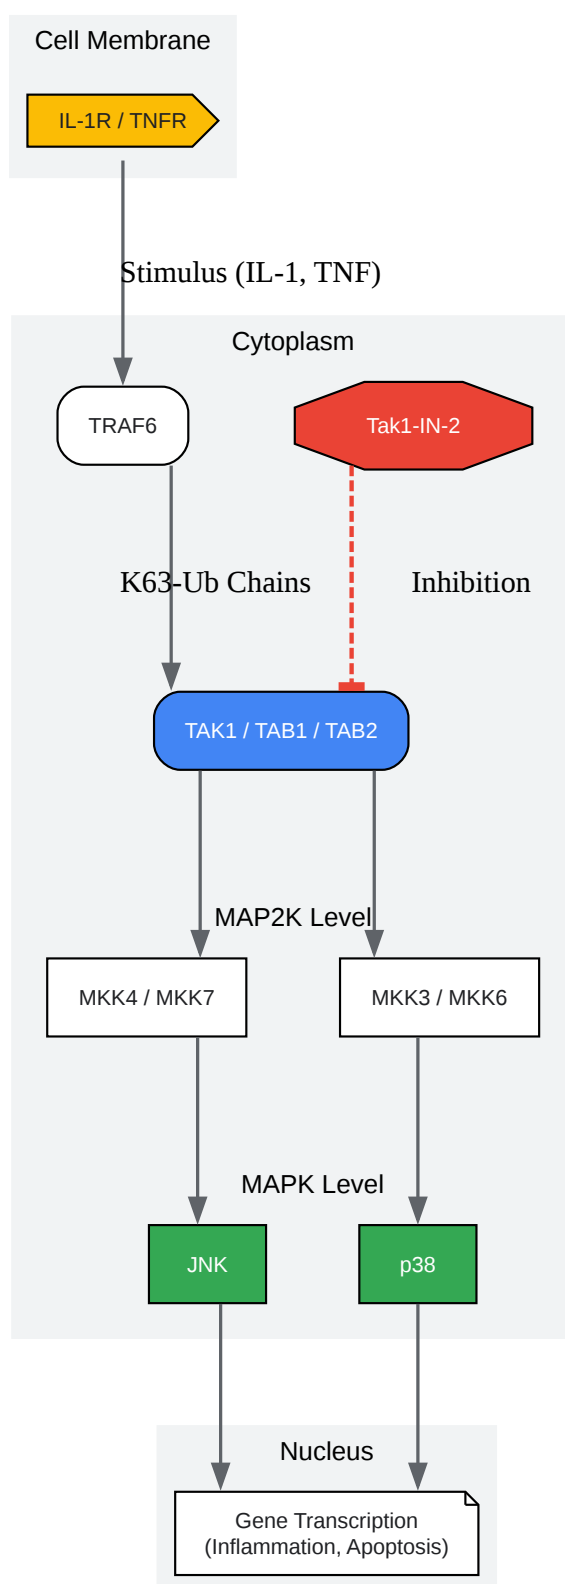 Cell Membrane
IL-1R / TNFR
Stimulus (IL-1, TNF)
Cytoplasm
TRAF6
Tak1-IN-2
K63-Ub Chains
Inhibition
TAK1 / TAB1 / TAB2
MAP2K Level
MKK4 / MKK7
MKK3 / MKK6
MAPK Level
JNK
p38
Nucleus
Gene Transcription
(Inflammation, Apoptosis)